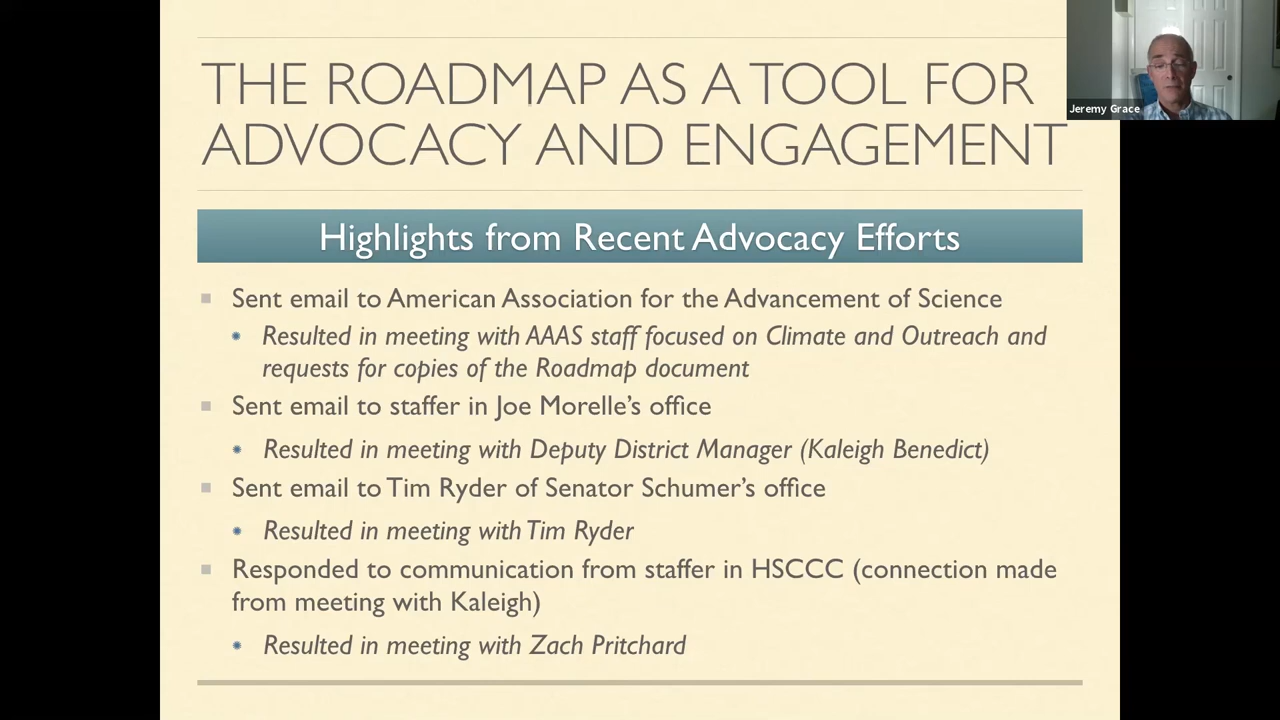 THE ROADMAP AS A TOOL FOR
ADVOCACY AND ENGAGEMENT
Jeremy Grace
Highlights from Recent Advocacy Efforts
Sent email to American Association for the Advancement of Science
Resulted in meeting with AAAS staff focused on Climate and Outreach and
requests for copies of the Roadmap document
Sent email to staffer in Joe Morelle’s office
Resulted in meeting with Deputy District Manager (Kaleigh Benedict)
Sent email to Tim Ryder of Senator Schumer’s office
Resulted in meeting with Tim Ryder
Responded to communication from staffer in HSCCC (connection made
from meeting with Kaleigh)
Resulted in meeting with Zach Pritchard